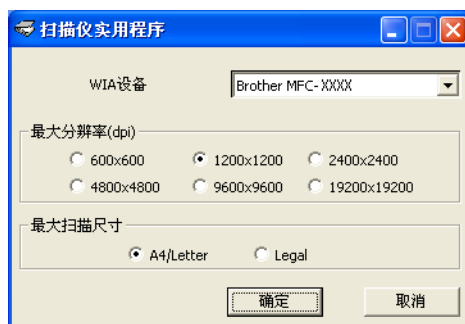 扫描仪实用程序
WIA设备 Brother MFC-XXXX
最大分辨率(dpi)
600x600 1200x1200 2400x2400
4800x4800 9600x9600 19200x19200
最大扫描尺寸
A4/Letter Legal
确定 取消